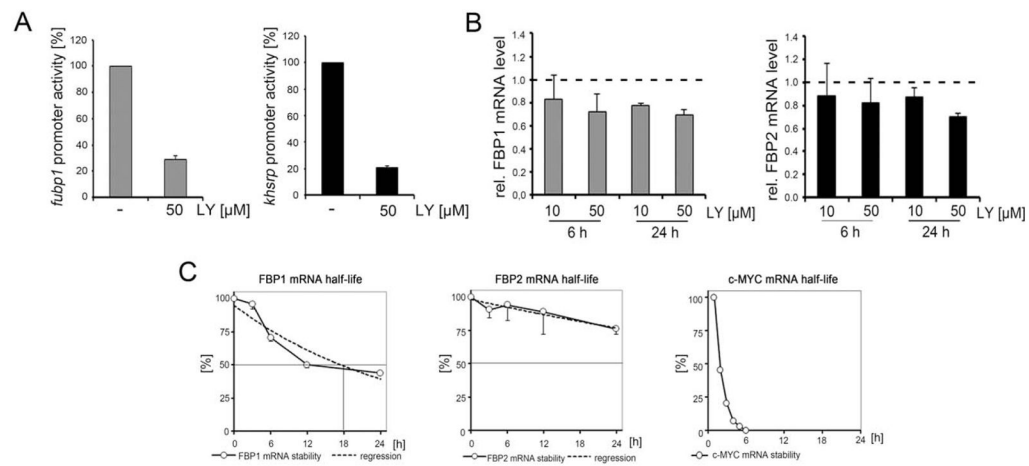 A
fubp1 promoter activity [%]
120
100
80
60
40
20
0
- 50 LY [µM]
khsrp promoter activity [%]
120
100
80
60
40
20
0
- 50 LY [µM]
B
rel. FBP1 mRNA level
1.4
1.2
1.0
0.8
0.6
0.4
0.2
0.0
10 50 10 50 LY [µM]
6 h 24 h
rel. FBP2 mRNA level
1.4
1.2
1.0
0.8
0.6
0.4
0.2
0.0
10 50 10 50 LY [µM]
6 h 24 h
C
FBP1 mRNA half-life
[%]
100
75
50
25
0
0 6 12 18 24 [h]
FBP1 mRNA stability regression
FBP2 mRNA half-life
[%]
100
75
50
25
0
0 6 12 18 24 [h]
FBP2 mRNA stability regression
c-MYC mRNA half-life
[%]
100
75
50
25
0
0 6 12 18 24 [h]
c-MYC mRNA stability